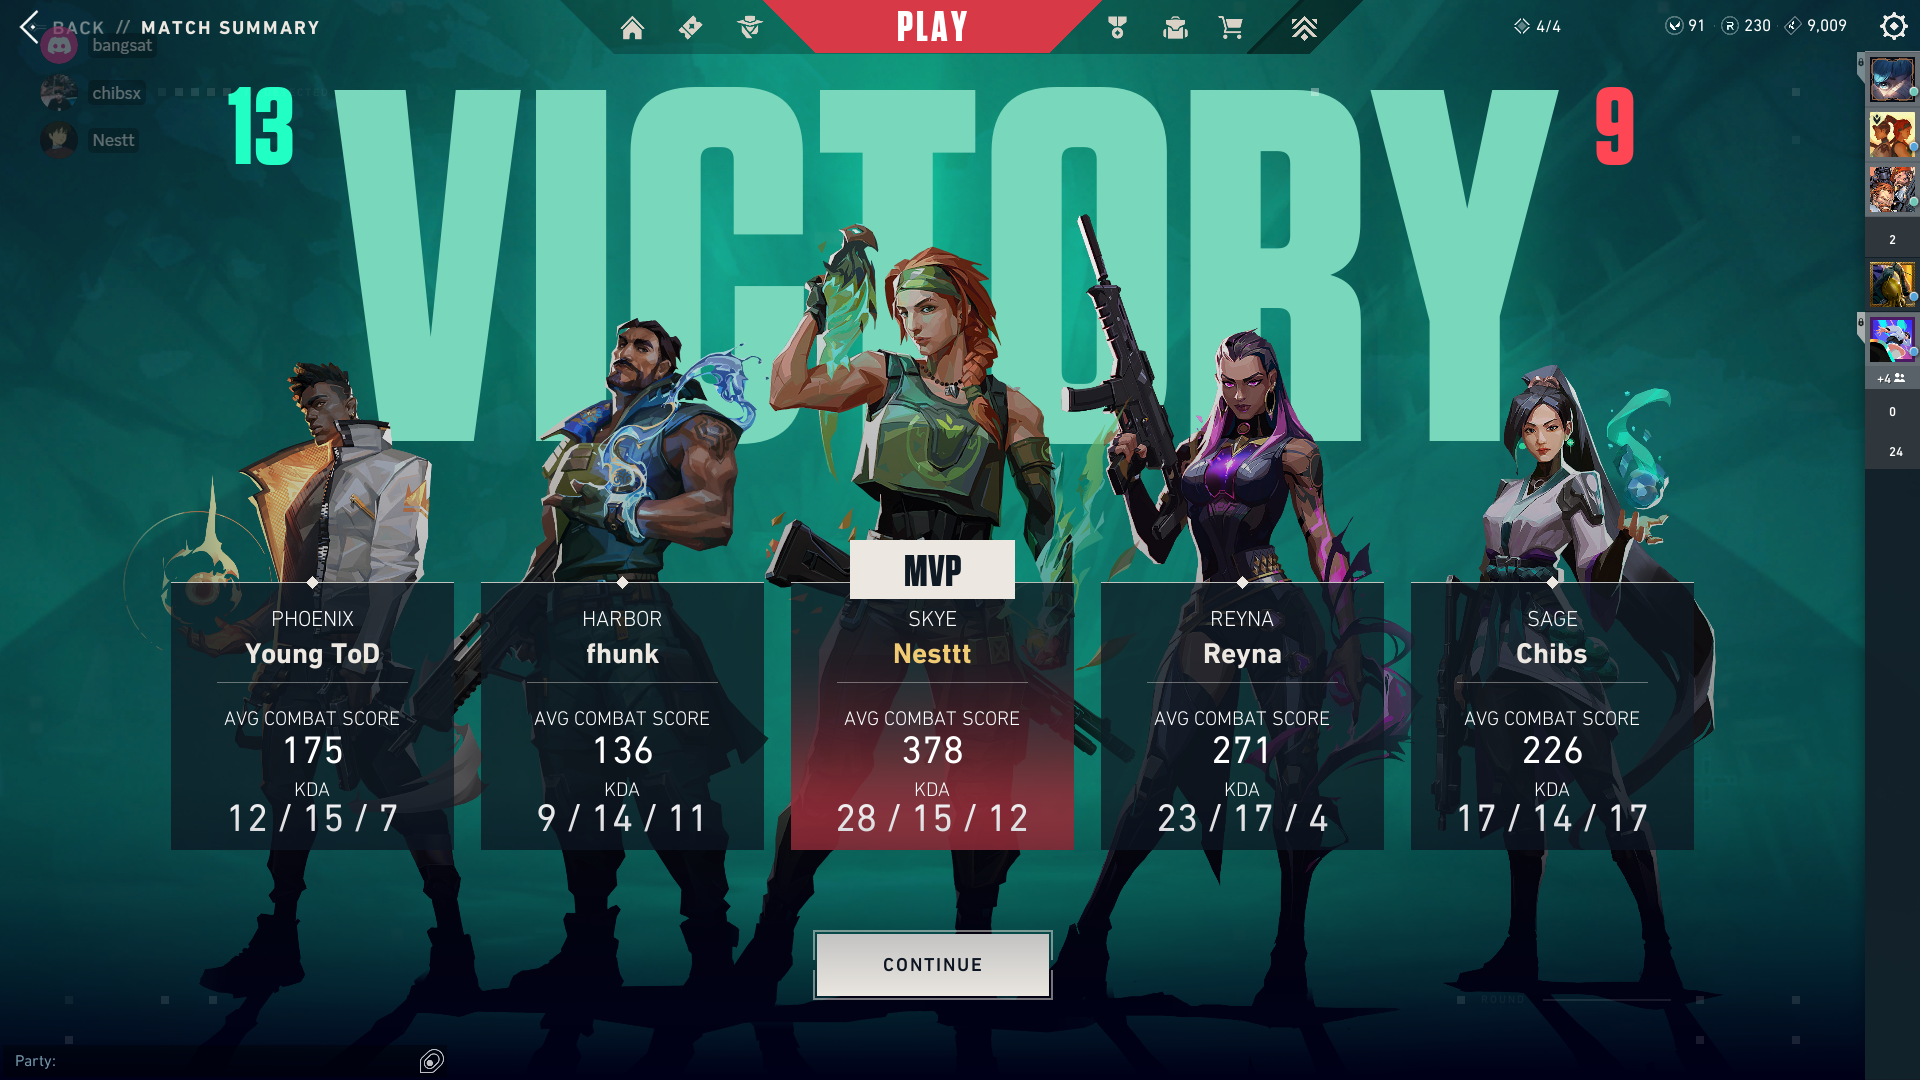 BACK // MATCH SUMMARY
PLAY
4/4
91
230
9,009
bangsat
chibsx
Nestt
13
VICTORY
9
2
+4
0
24
MVP
PHOENIX
Young ToD
AVG COMBAT SCORE
175
KDA
12 / 15 / 7
HARBOR
fhunk
AVG COMBAT SCORE
136
KDA
9 / 14 / 11
SKYE
Nesttt
AVG COMBAT SCORE
378
KDA
28 / 15 / 12
REYNA
Reyna
AVG COMBAT SCORE
271
KDA
23 / 17 / 4
SAGE
Chibs
AVG COMBAT SCORE
226
KDA
17 / 14 / 17
CONTINUE
ROUND
Party: